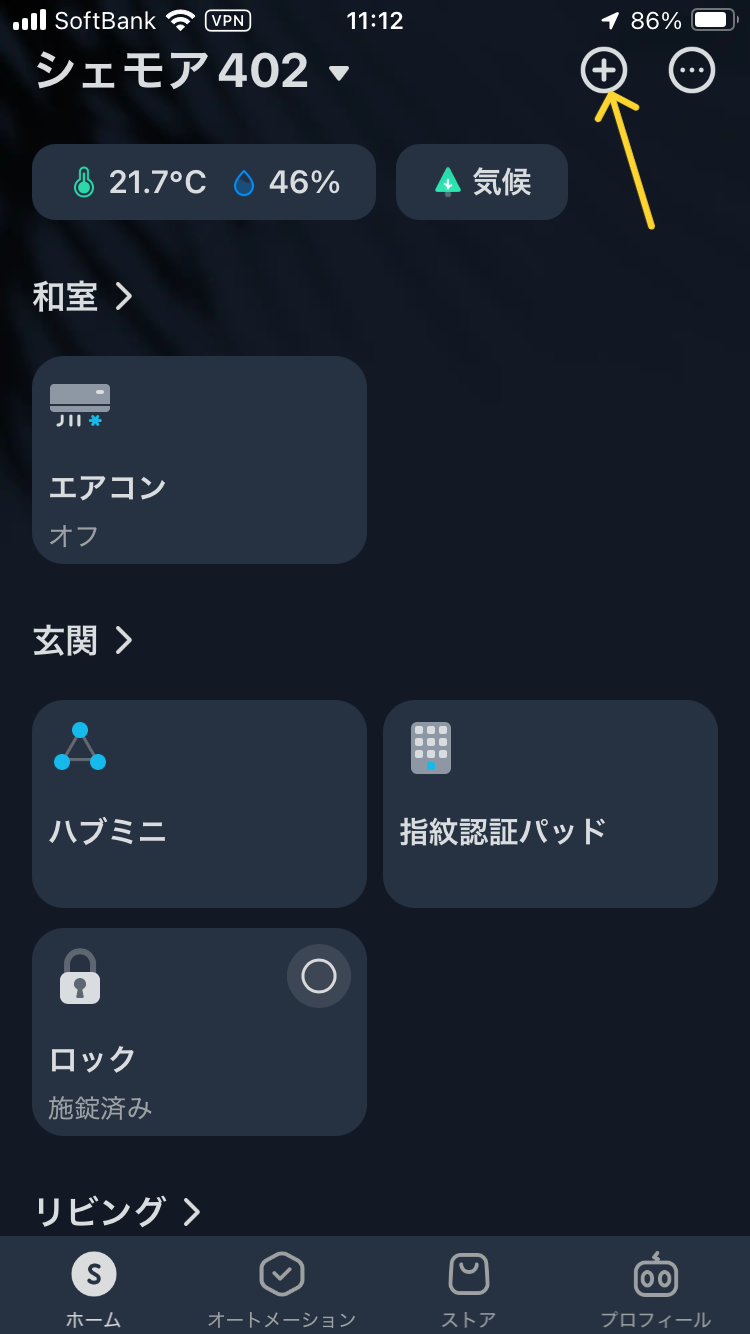 SoftBank VPN 11:12 86%
シェモア402
21.7°C 46% 気候
和室
エアコン
オフ
玄関
ハブミニ 指紋認証パッド
ロック
施錠済み
リビング
S
ホーム オートメーション ストア プロフィール